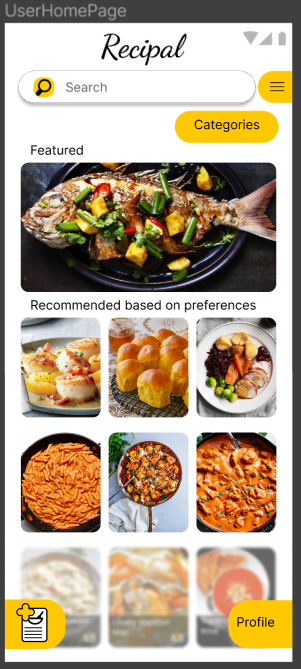 UserHomePage
Recipal
Search
Categories
Featured
Recommended based on preferences
Profile